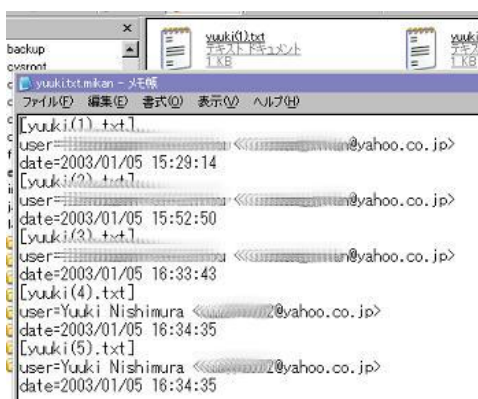 backup
cvsroot
yuuki(1).txt
テキスト ドキュメント
1 KB
yuuki
1 KB
yuuki.txt.mikan - メモ帳
ファイル(F) 編集(E) 書式(O) 表示(V) ヘルプ(H)
[yuuki(1).txt]
user= @yahoo.co.jp>
date=2003/01/05 15:29:14
[yuuki(2).txt]
user= @yahoo.co.jp>
date=2003/01/05 15:52:50
[yuuki(3).txt]
user= @yahoo.co.jp>
date=2003/01/05 16:33:43
[yuuki(4).txt]
user=Yuuki Nishimura < @yahoo.co.jp>
date=2003/01/05 16:34:35
[yuuki(5).txt]
user=Yuuki Nishimura < @yahoo.co.jp>
date=2003/01/05 16:34:35